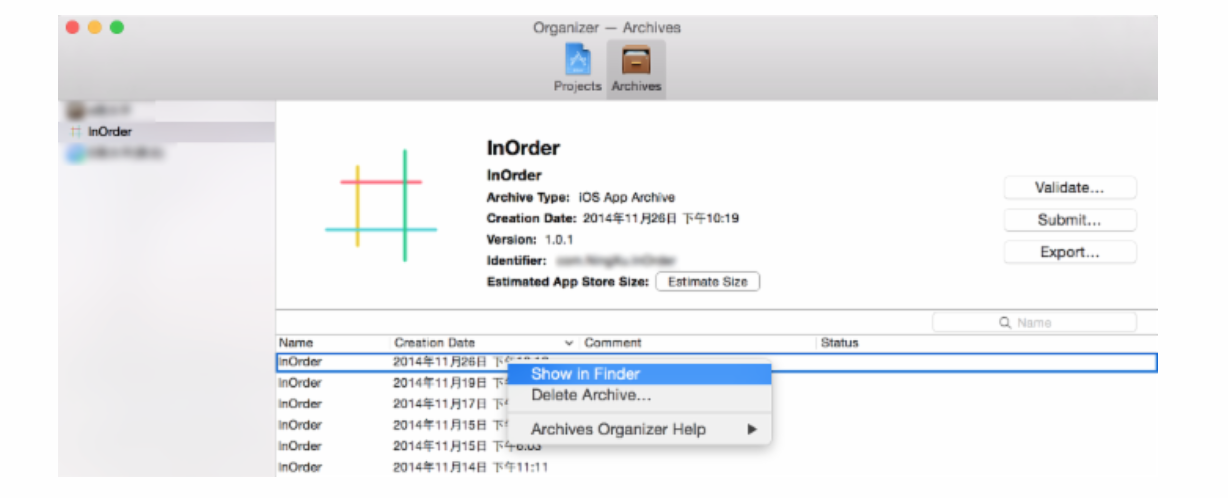 Organizer — Archives
Projects Archives
InOrder
InOrder
InOrder
Archive Type: iOS App Archive
Creation Date: 2014年11月26日 下午10:19
Version: 1.0.1
Identifier:
Estimated App Store Size: Estimate Size
Validate...
Submit...
Export...
Name
Name Creation Date Comment Status
InOrder 2014年11月26日
InOrder 2014年11月19日
InOrder 2014年11月17日
InOrder 2014年11月15日
InOrder 2014年11月15日
InOrder 2014年11月14日 下午11:11
Show in Finder
Delete Archive...
Archives Organizer Help